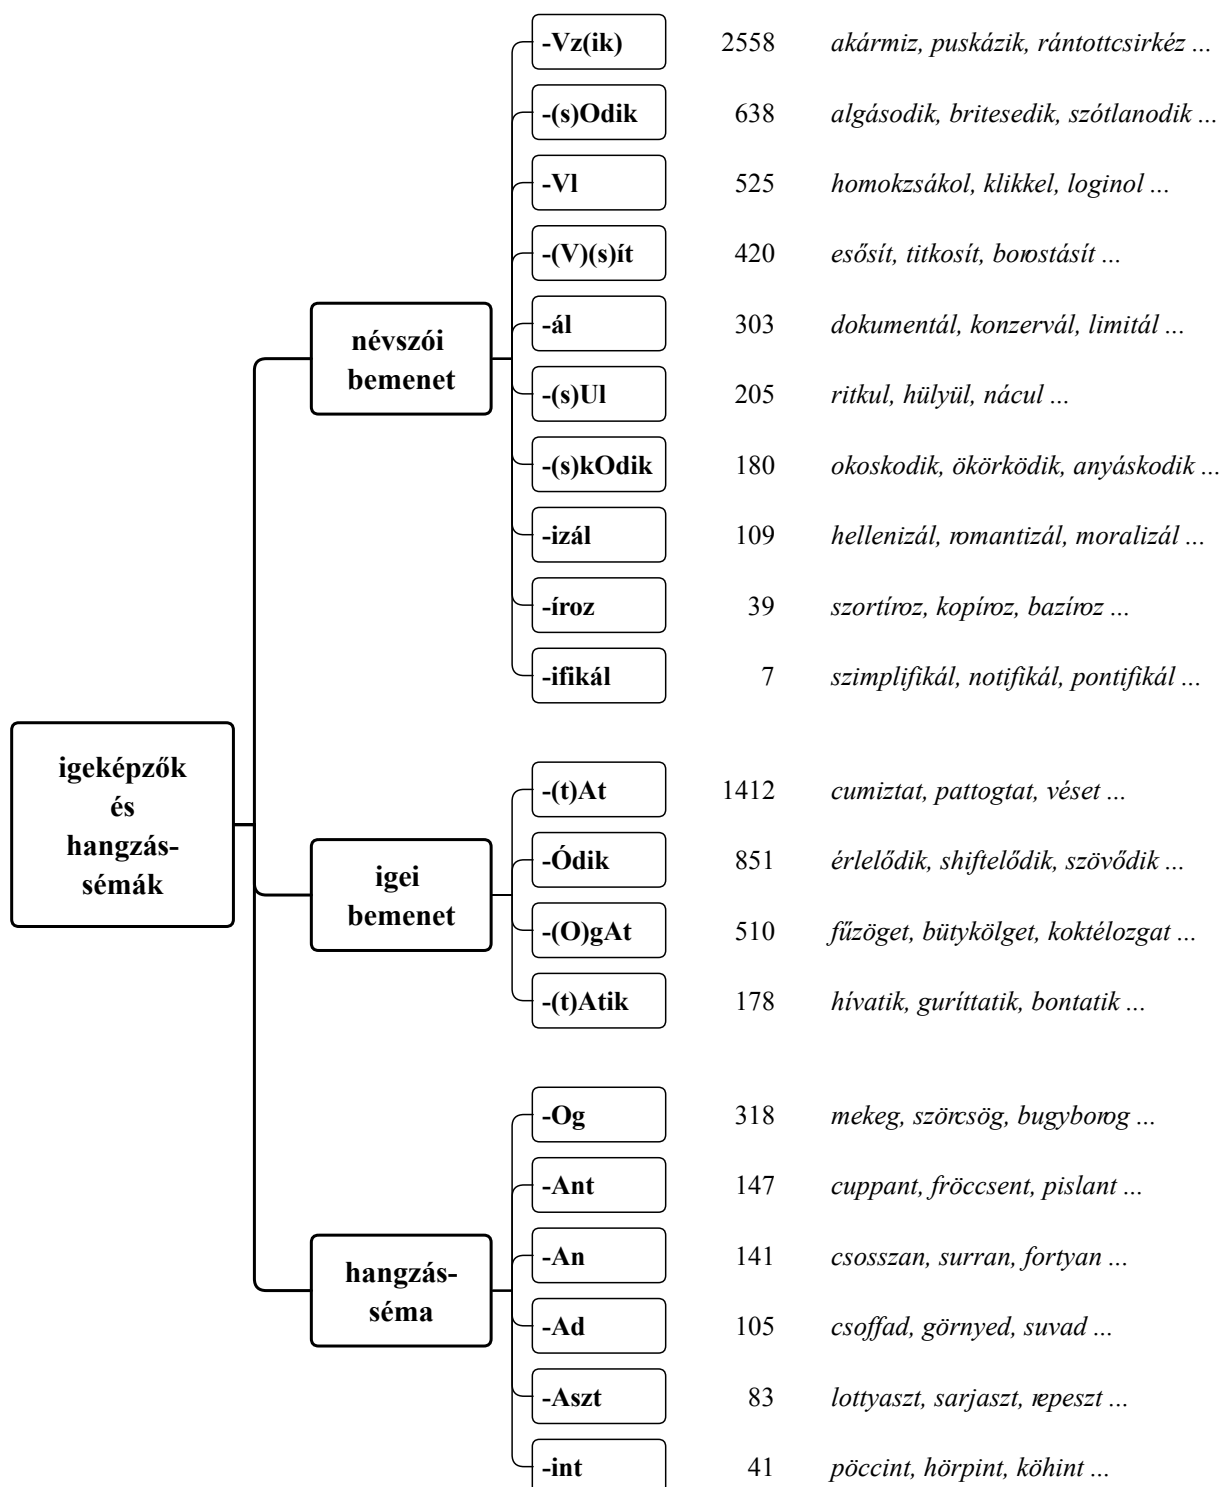 -Vz(ik) 2558 akármiz, puskázik, rántottcsirkéz ...
-(s)Odik 638 algásodik, britesedik, szótlanodik ...
-Vl 525 homokzsákol, klikkel, loginol ...
-(V)(s)ít 420 esősít, titkosít, borostásít ...
névszói
bemenet
-ál 303 dokumentál, konzervál, limitál ...
-(s)Ul 205 ritkul, hülyül, nácul ...
-(s)kOdik 180 okoskodik, ökörködik, anyáskodik ...
-izál 109 hellenizál, romantizál, moralizál ...
-íroz 39 szortíroz, kopíroz, bazíroz ...
-ifikál 7 szimplifikál, notifikál, pontifikál ...
igeképzők
és
hangzás-
sémák
-(t)At 1412 cumiztat, pattogtat, véset ...
-Ódik 851 érlelődik, shiftelődik, szövődik ...
igei
bemenet
-(O)gAt 510 fűzöget, bütykölget, koktélozgat ...
-(t)Atik 178 hívatik, guríttatik, bontatik ...
-Og 318 mekeg, szörcsög, bugyborog ...
-Ant 147 cuppant, fröccsent, pislant ...
-An 141 csosszan, surran, fortyan ...
hangzás-
séma
-Ad 105 csoffad, görnyed, suvad ...
-Aszt 83 lottyaszt, sarjaszt, repeszt ...
-int 41 pöccint, hörpint, köhint ...